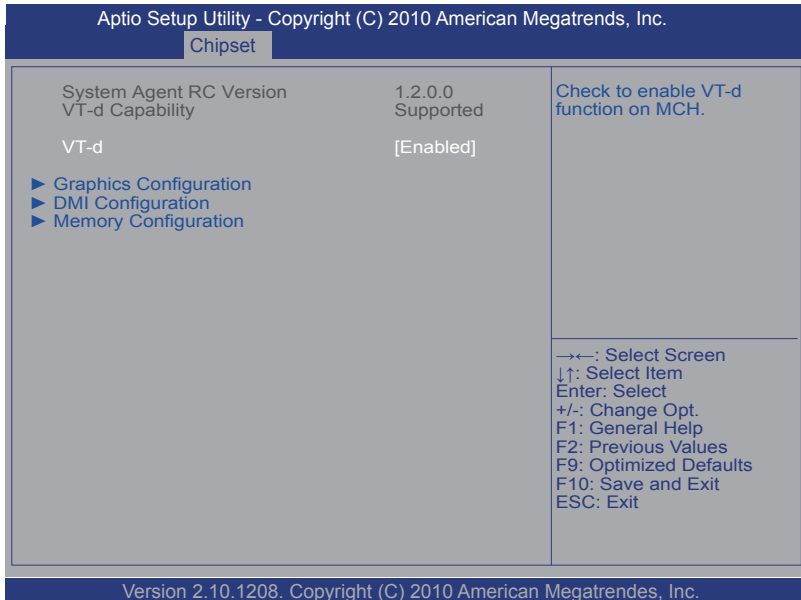 Aptio Setup Utility - Copyright (C) 2010 American Megatrends, Inc.
Chipset
System Agent RC Version 1.2.0.0
VT-d Capability Supported
VT-d [Enabled]
► Graphics Configuration
► DMI Configuration
► Memory Configuration
Check to enable VT-d
function on MCH.
→←: Select Screen
↓↑: Select Item
Enter: Select
+/-: Change Opt.
F1: General Help
F2: Previous Values
F9: Optimized Defaults
F10: Save and Exit
ESC: Exit
Version 2.10.1208. Copyright (C) 2010 American Megatrendes, Inc.